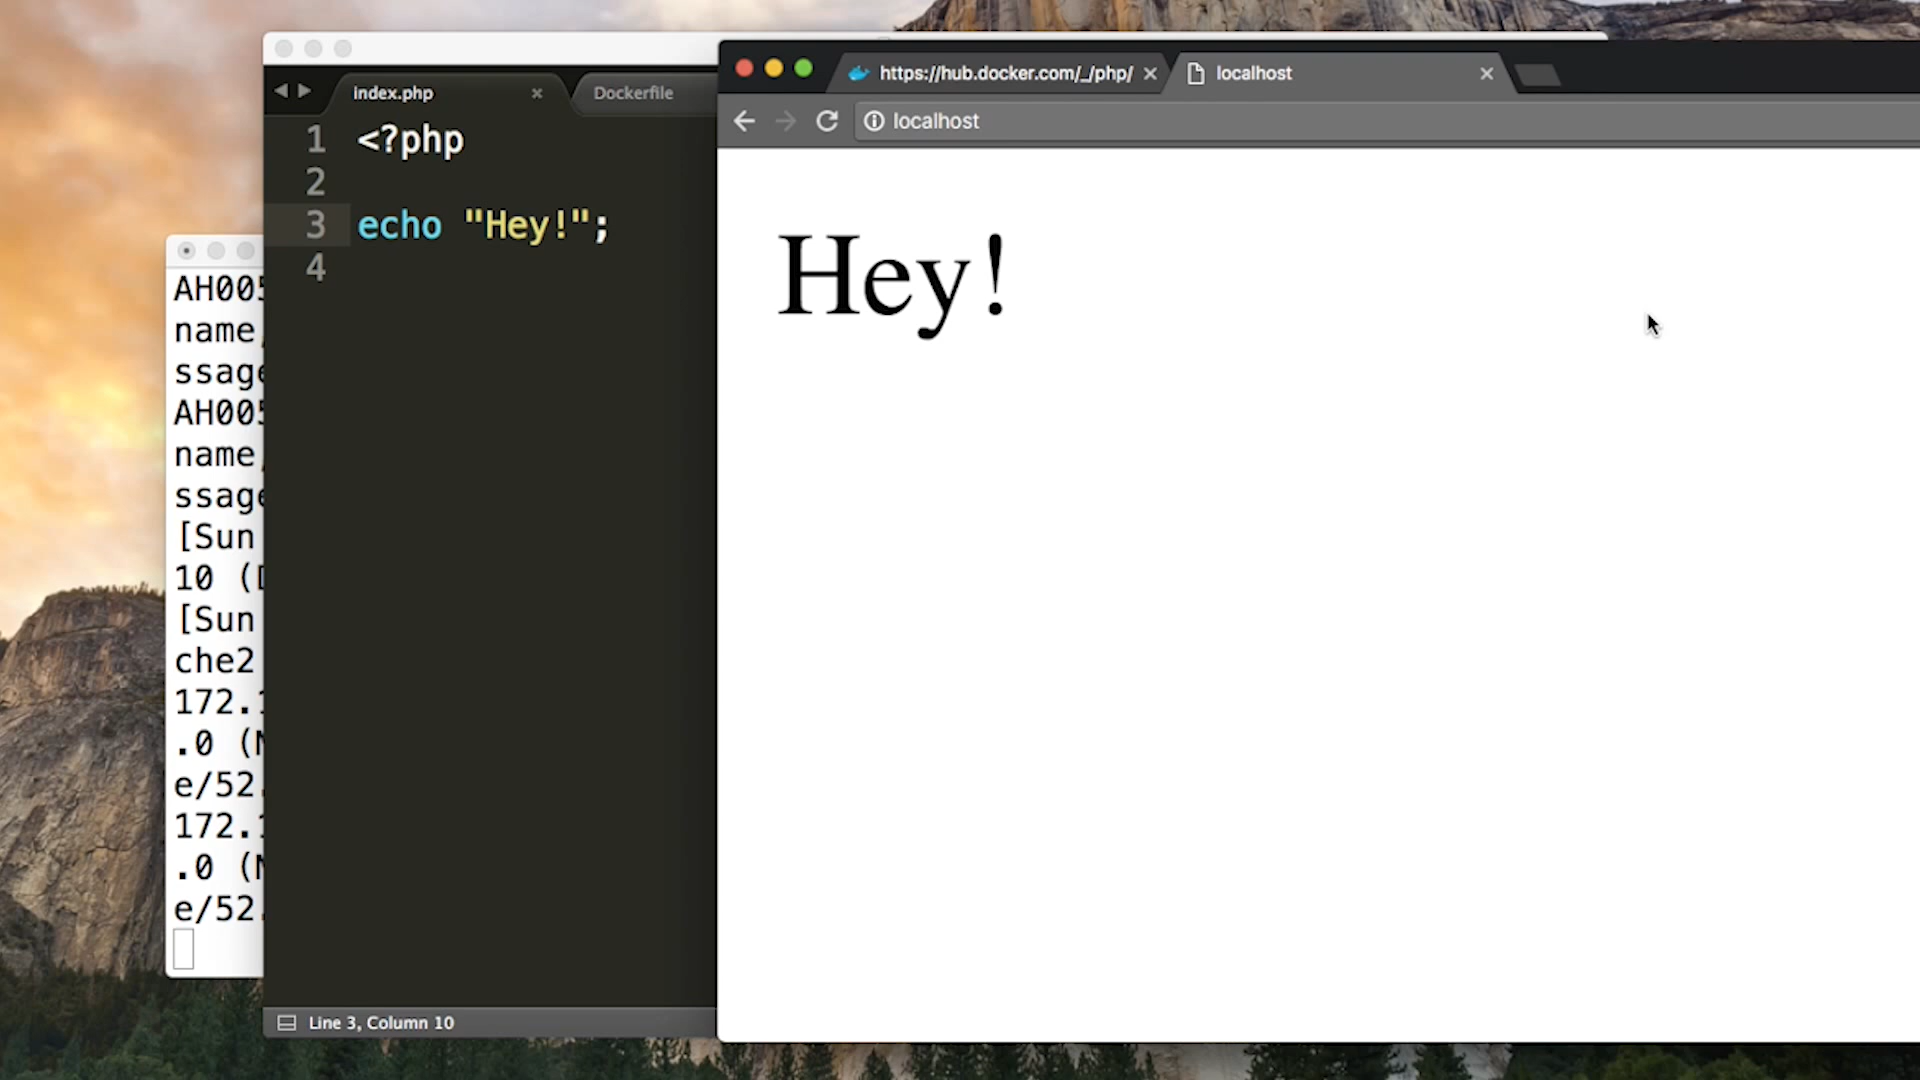 index.php
Dockerfile
1 <?php
2
3 echo "Hey!";
4
Line 3, Column 10
https://hub.docker.com/_/php/
localhost
localhost
Hey!
AH005
name,
ssage
AH005
name,
ssage
[Sun
10 (
[Sun
che2
172.1
.0 (M
e/52.
172.1
.0 (M
e/52.